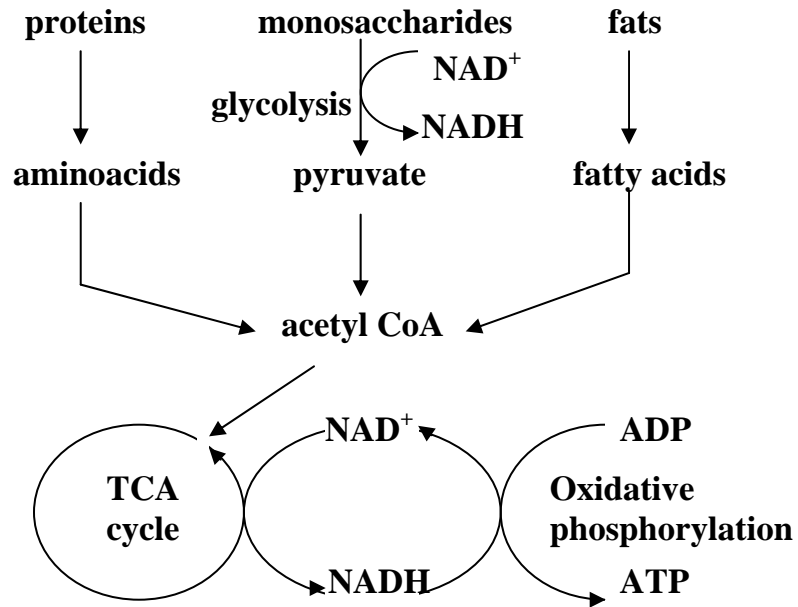 proteins monosaccharides fats
NAD⁺
glycolysis
NADH
aminoacids pyruvate fatty acids
acetyl CoA
NAD⁺ ADP
TCA
cycle
Oxidative
phosphorylation
NADH ATP